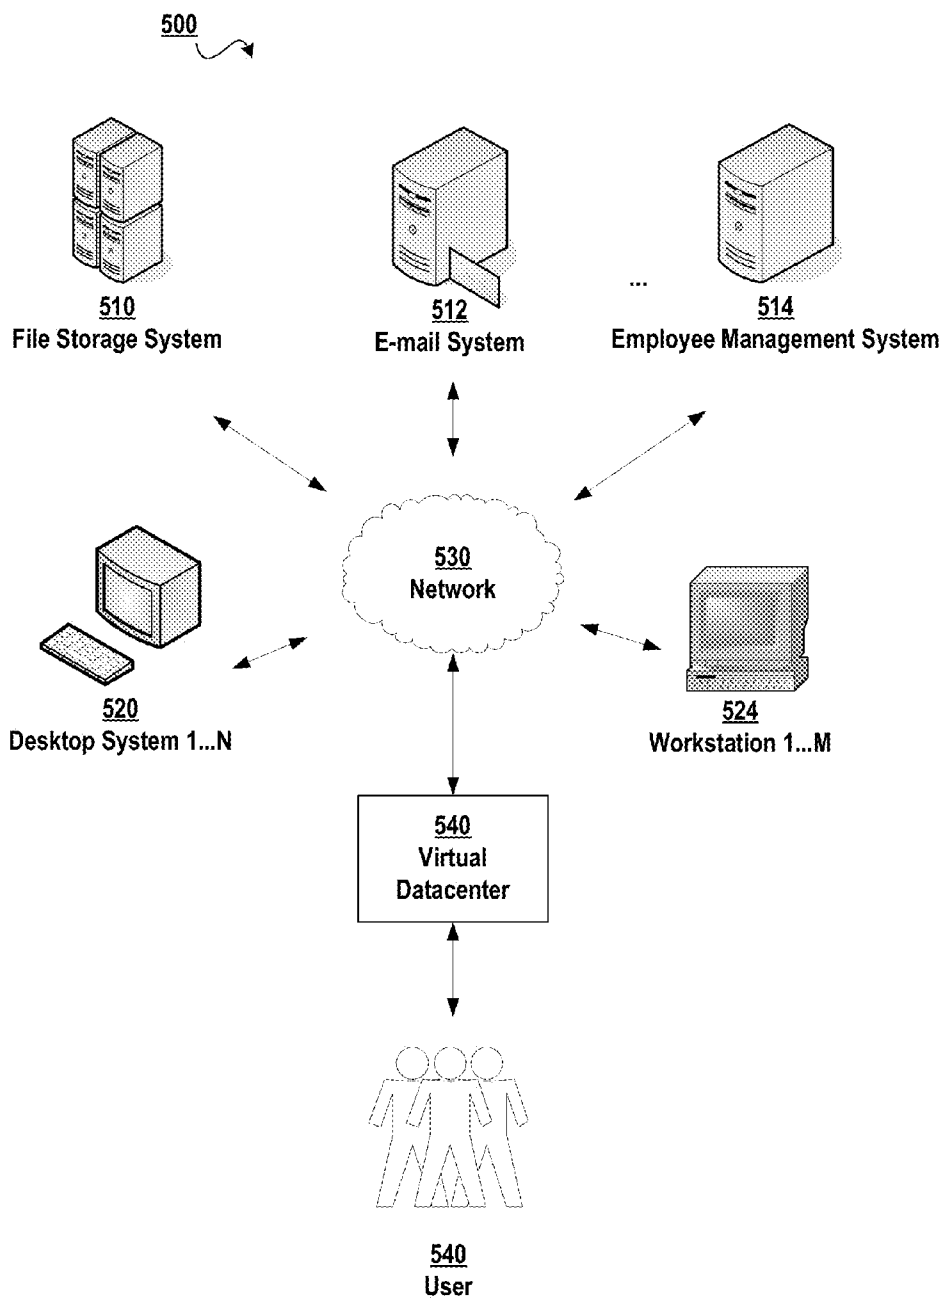 500
510
File Storage System
512
E-mail System
...
514
Employee Management System
530
Network
520
Desktop System 1...N
524
Workstation 1...M
540
Virtual
Datacenter
540
User